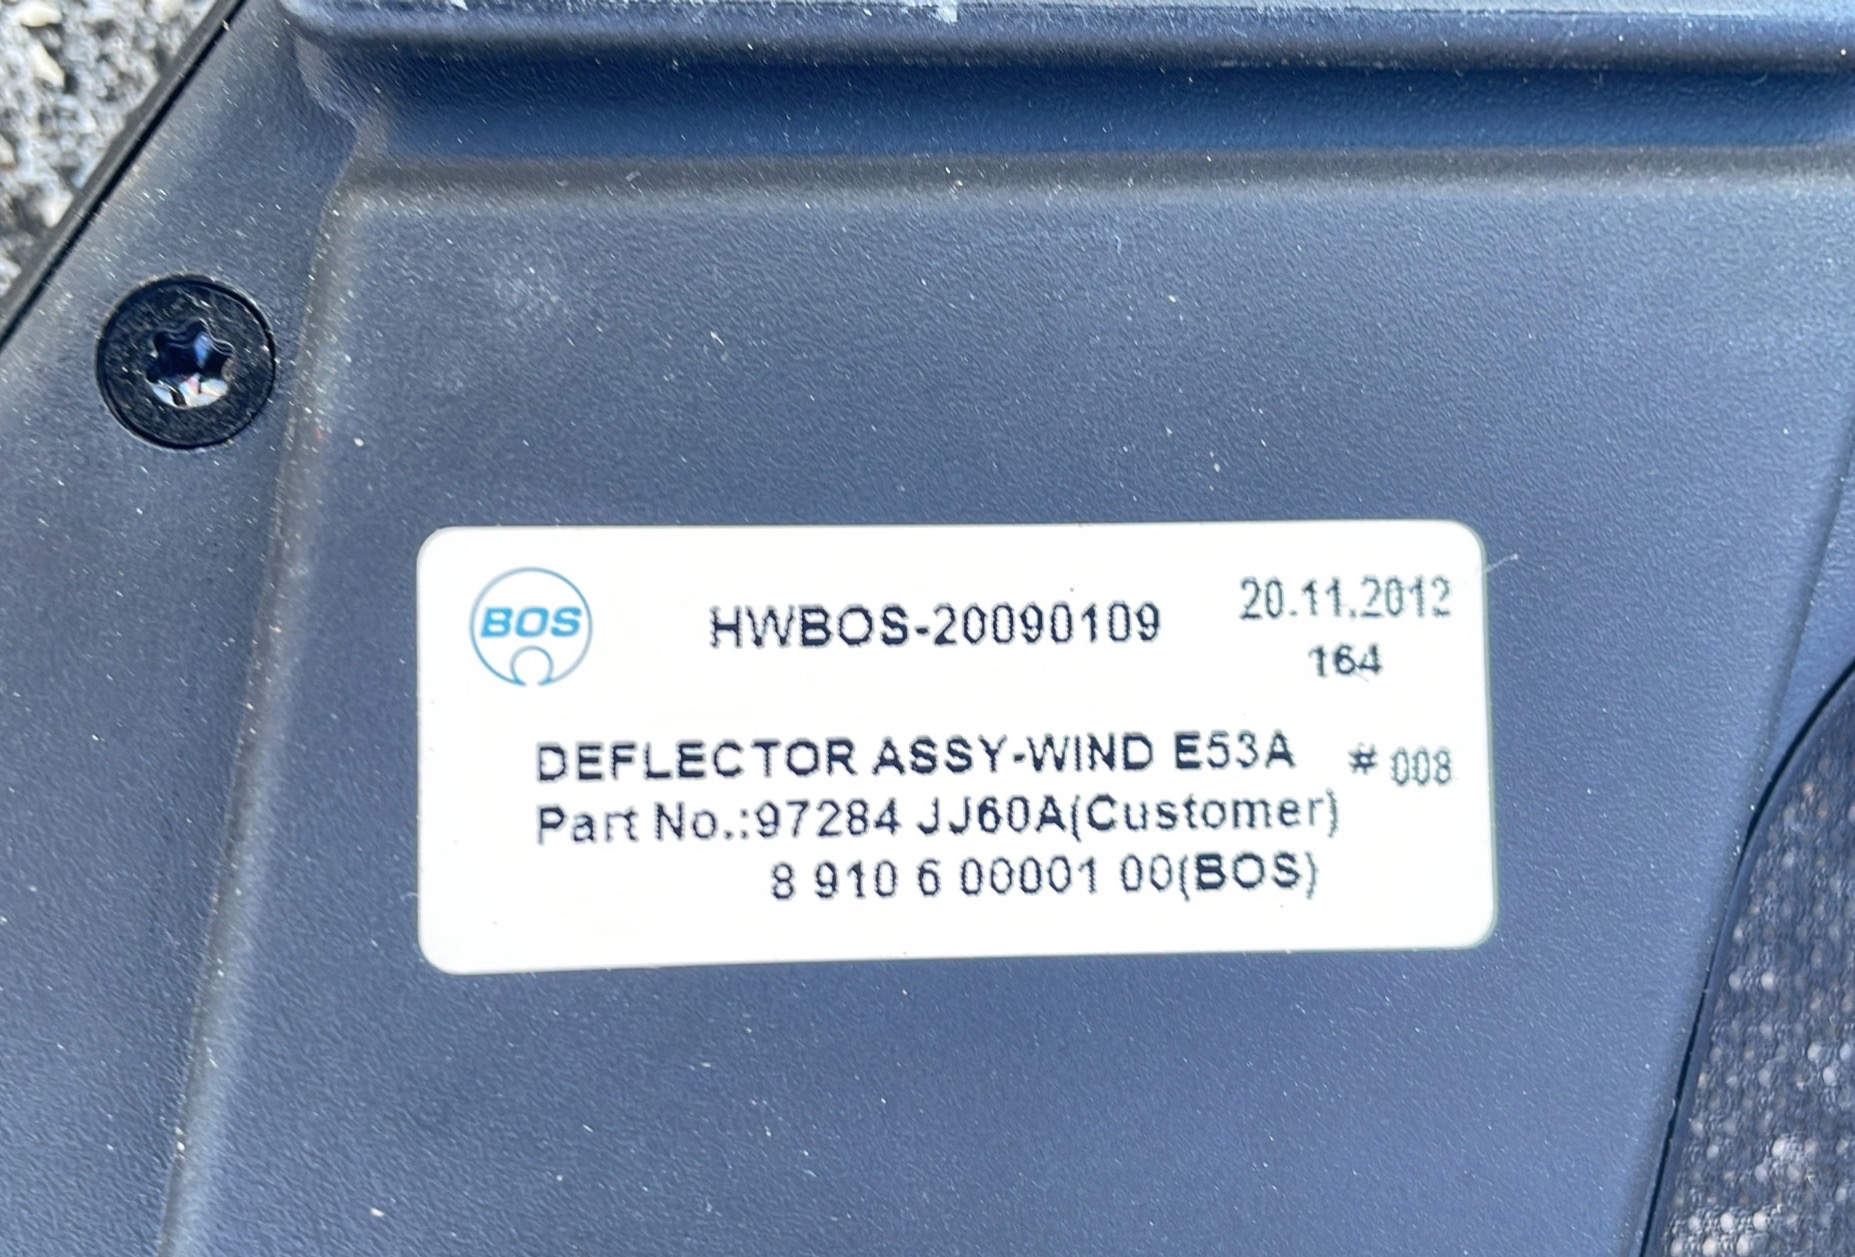 BOS
HWBOS-20090109
20.11.2012
164
DEFLECTOR ASSY-WIND E53A # 008
Part No.:97284 JJ60A(Customer)
8 910 6 00001 00(BOS)